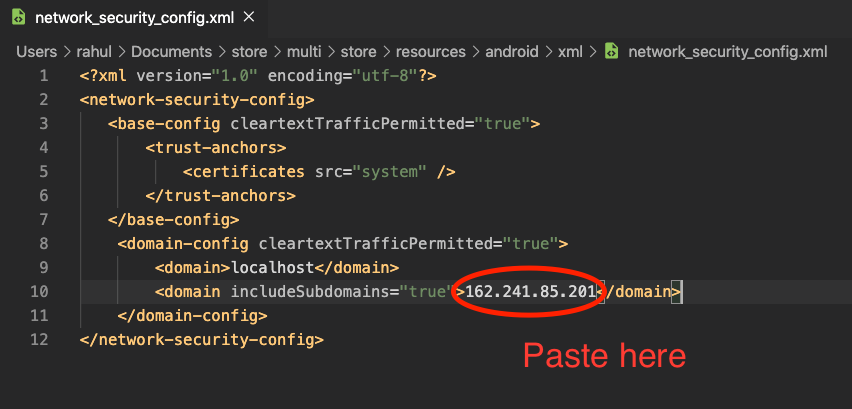 network_security_config.xml ×
Users > rahul > Documents > store > multi > store > resources > android > xml > network_security_config.xml
1 <?xml version="1.0" encoding="utf-8"?>
2 <network-security-config>
3 <base-config cleartextTrafficPermitted="true">
4 <trust-anchors>
5 <certificates src="system" />
6 </trust-anchors>
7 </base-config>
8 <domain-config cleartextTrafficPermitted="true">
9 <domain>localhost</domain>
10 <domain includeSubdomains="true">162.241.85.201</domain>
11 </domain-config>
12 </network-security-config>
Paste here